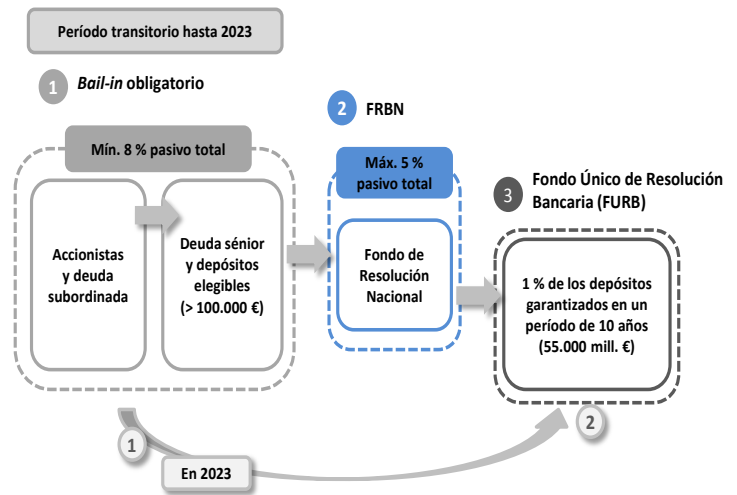 Período transitorio hasta 2023
1
Bail-in obligatorio
2
FRBN
Mín. 8 % pasivo total
Máx. 5 %
pasivo total
3
Fondo Único de Resolución
Bancaria (FURB)
Accionistas
y deuda
subordinada
Deuda sénior
y depósitos
elegibles
(> 100.000 €)
Fondo de
Resolución
Nacional
1 % de los depósitos
garantizados en un
período de 10 años
(55.000 mill. €)
1
En 2023
2